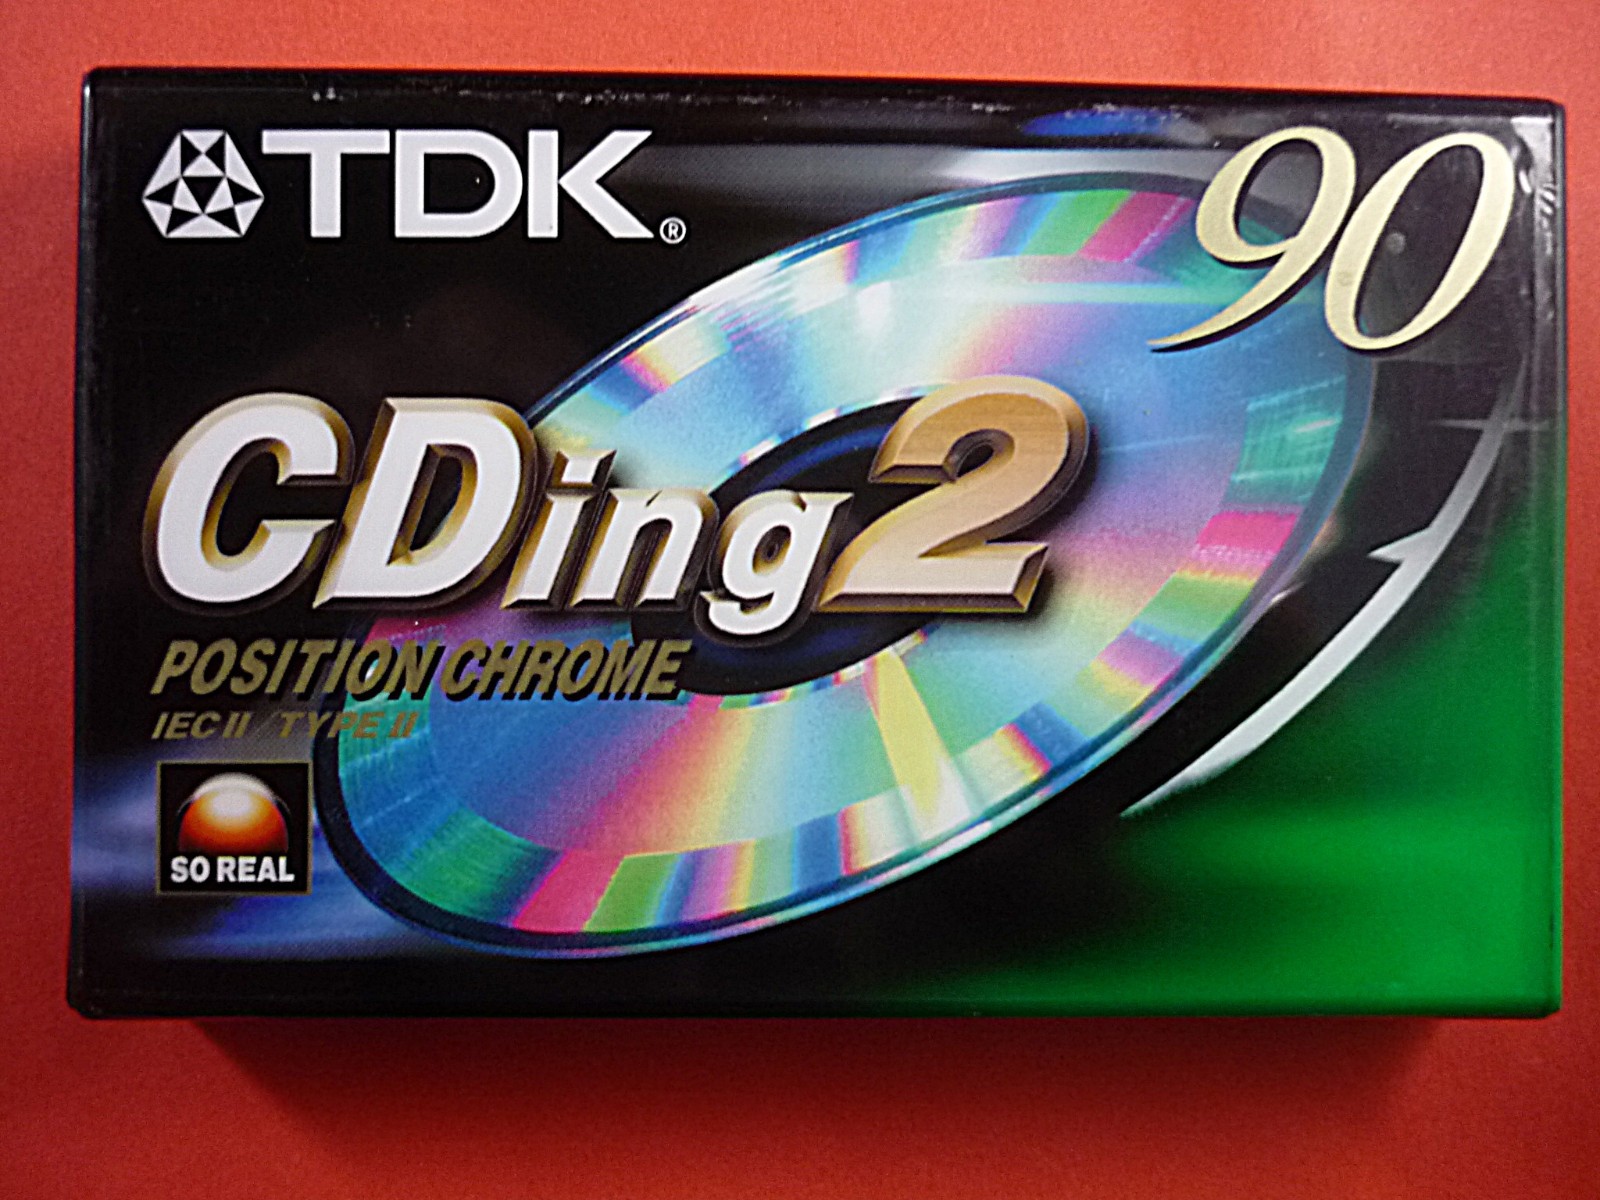 TDK®
90
CDing2
POSITION CHROME
IEC II / TYPE II
SO REAL